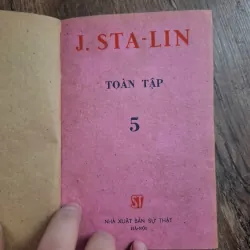 J. STA-LIN
TOÀN TẬP
5
ST
NHÀ XUẤT BẢN SỰ THẬT
HÀ-NỘI